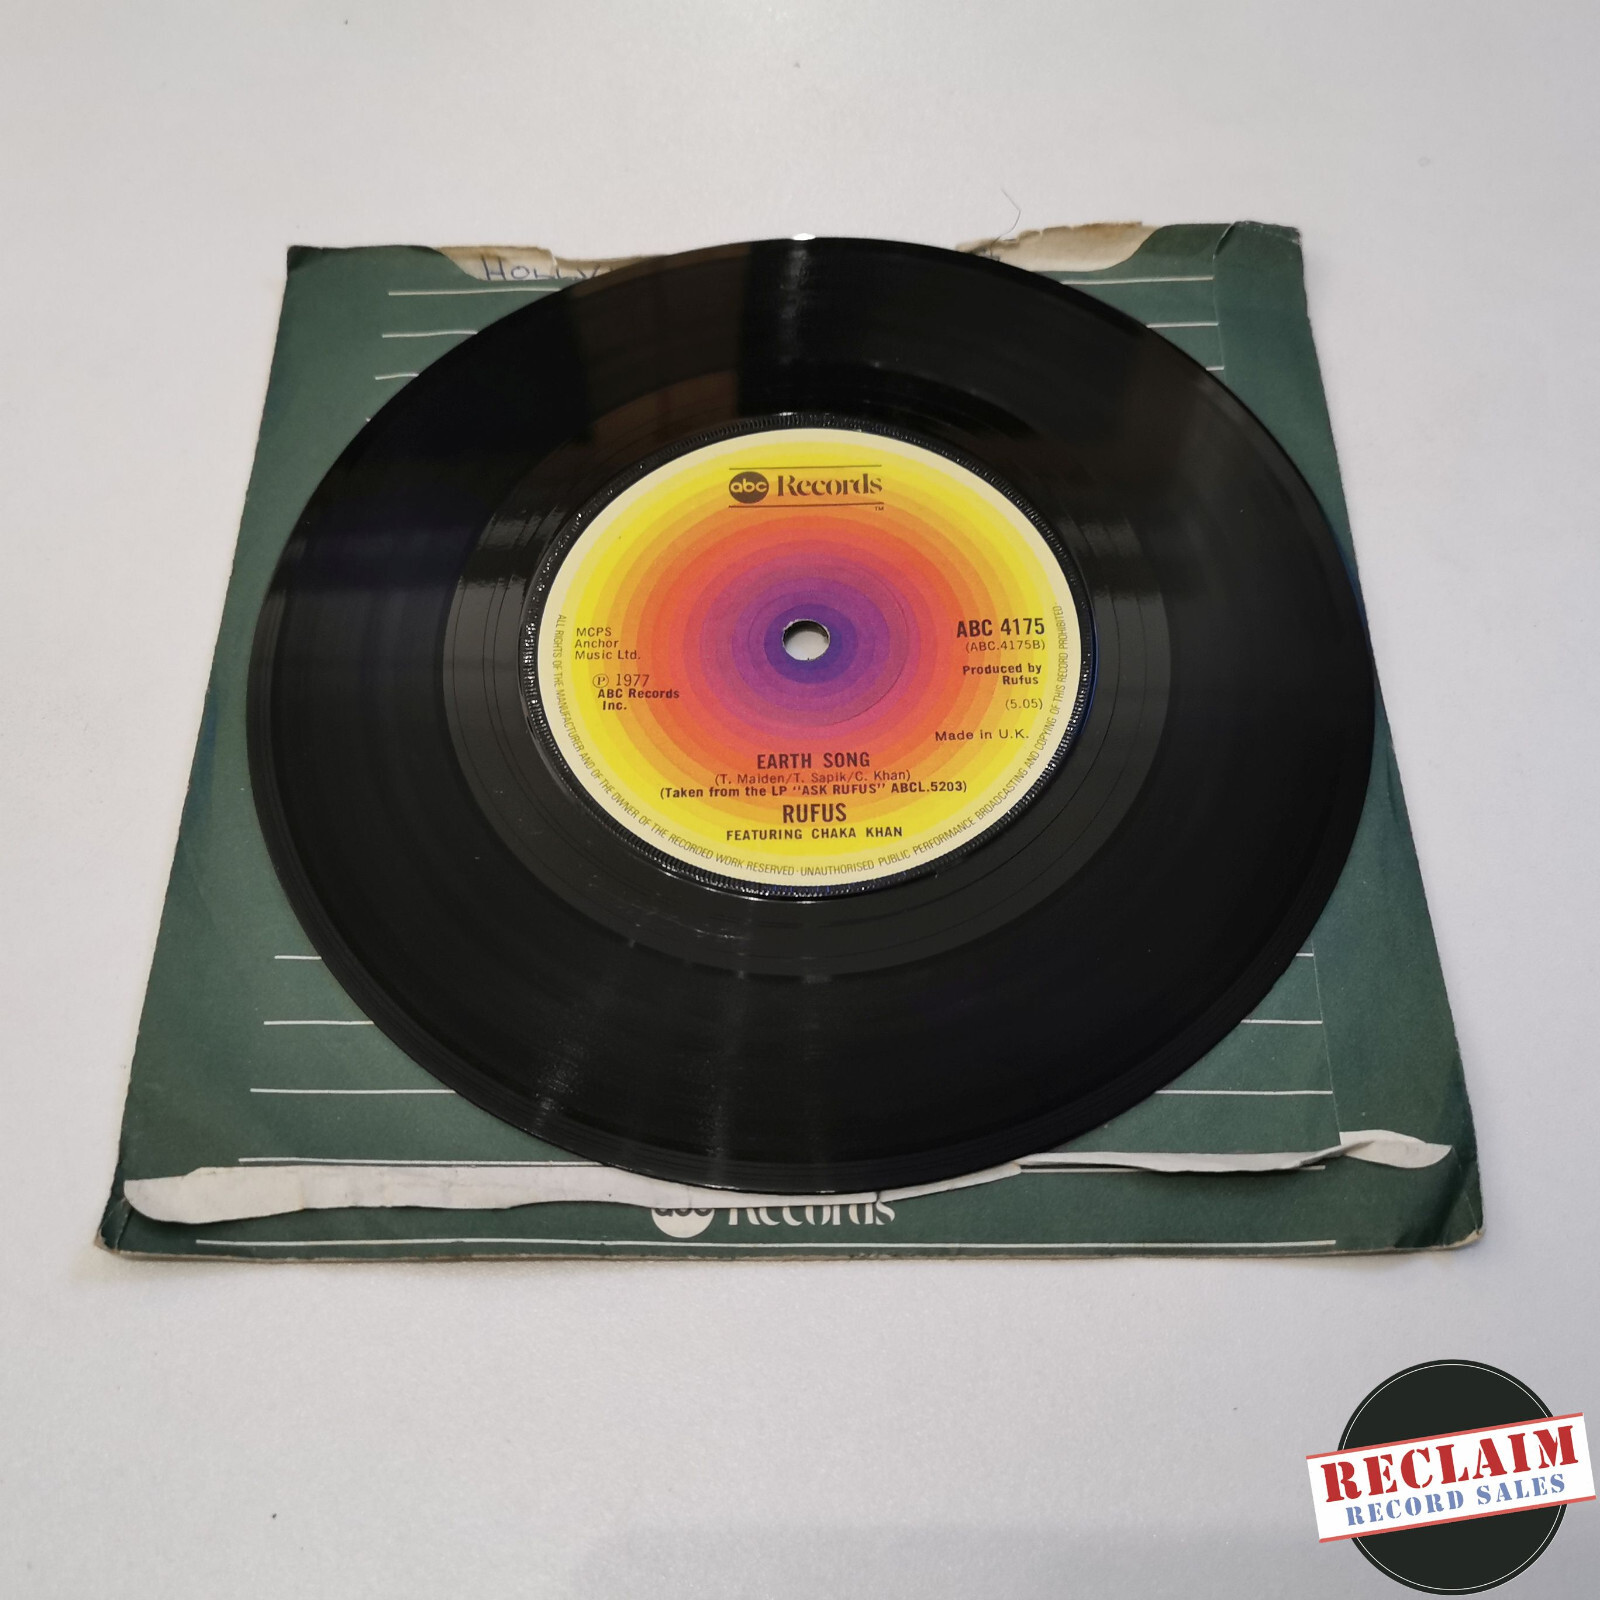 HOLLY
abc Records
TM
MCPS
Anchor
Music Ltd.
℗ 1977
ABC Records
Inc.
ABC 4175
(ABC.4175B)
Produced by
Rufus
(5.05)
Made in U.K.
EARTH SONG
(T. Maiden/T. Sapik/C. Khan)
(Taken from the LP "ASK RUFUS" ABCL.5203)
RUFUS
FEATURING CHAKA KHAN
ALL RIGHTS OF THE MANUFACTURER AND OF THE OWNER OF THE RECORDED WORK RESERVED · UNAUTHORISED PUBLIC PERFORMANCE BROADCASTING AND COPYING OF THIS RECORD PROHIBITED ·
abc Records
RECLAIM
RECORD SALES